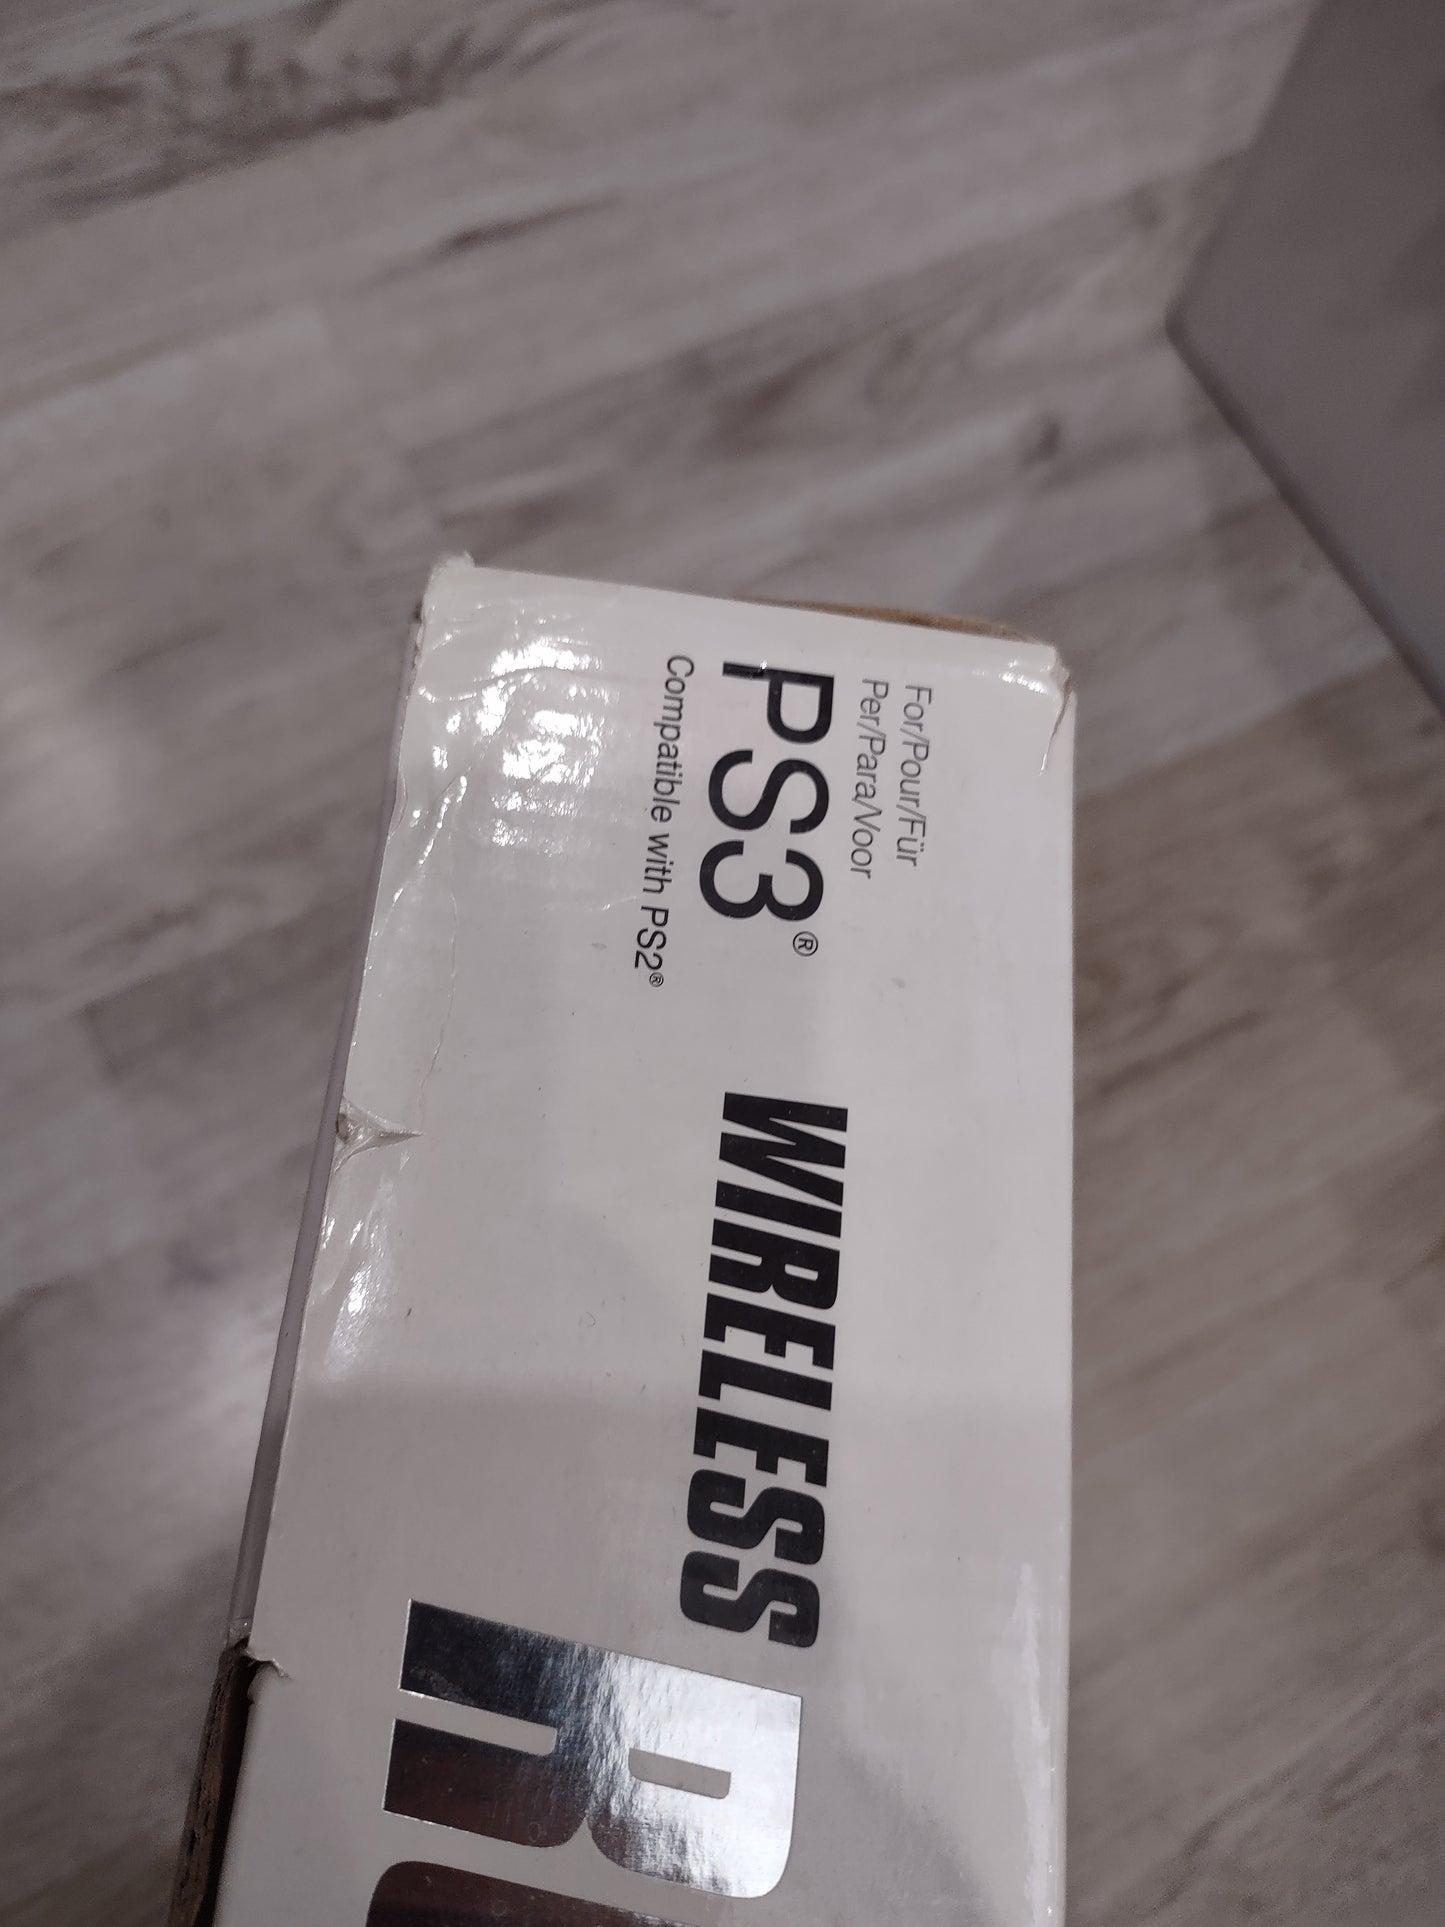 For/Pour/Für
Per/Para/Voor
PS3®
Compatible with PS2®
WIRELESS
R